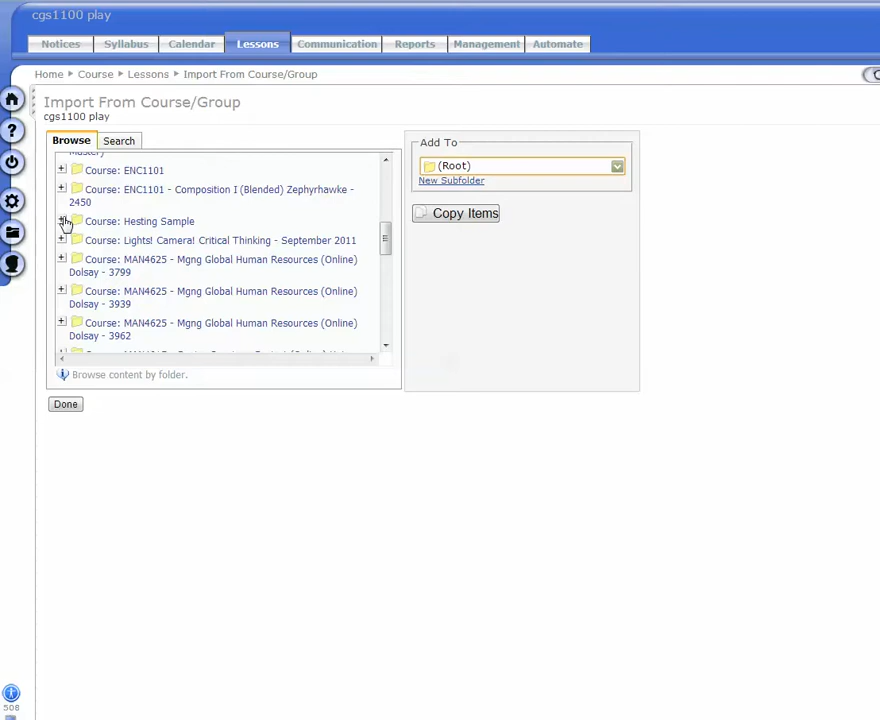 cgs1100 play
Notices Syllabus Calendar Lessons Communication Reports Management Automate
Home Course Lessons Import From Course/Group
Import From Course/Group
cgs1100 play
Browse Search
Add To
Mastery)
Course: ENC1101
Course: ENC1101 - Composition I (Blended) Zephyrhawke -
2450
Course: Hesting Sample
Course: Lights! Camera! Critical Thinking - September 2011
Course: MAN4625 - Mgng Global Human Resources (Online)
Dolsay - 3799
Course: MAN4625 - Mgng Global Human Resources (Online)
Dolsay - 3939
Course: MAN4625 - Mgng Global Human Resources (Online)
Dolsay - 3962
(Root)
New Subfolder
Copy Items
Browse content by folder.
Done
508